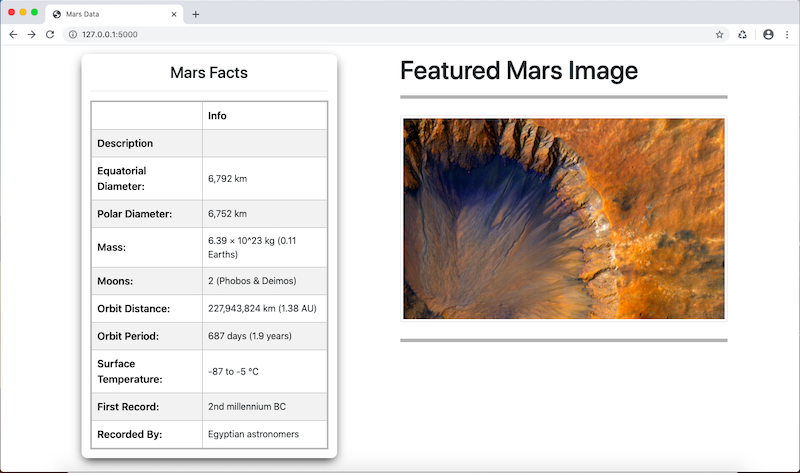 Mars Data
127.0.0.1:5000
Mars Facts
Info
Description
Equatorial
Diameter:
6,792 km
Polar Diameter:
6,752 km
Mass:
6.39 × 10^23 kg (0.11
Earths)
Moons:
2 (Phobos & Deimos)
Orbit Distance:
227,943,824 km (1.38 AU)
Orbit Period:
687 days (1.9 years)
Surface
Temperature:
-87 to -5 °C
First Record:
2nd millennium BC
Recorded By:
Egyptian astronomers
Featured Mars Image